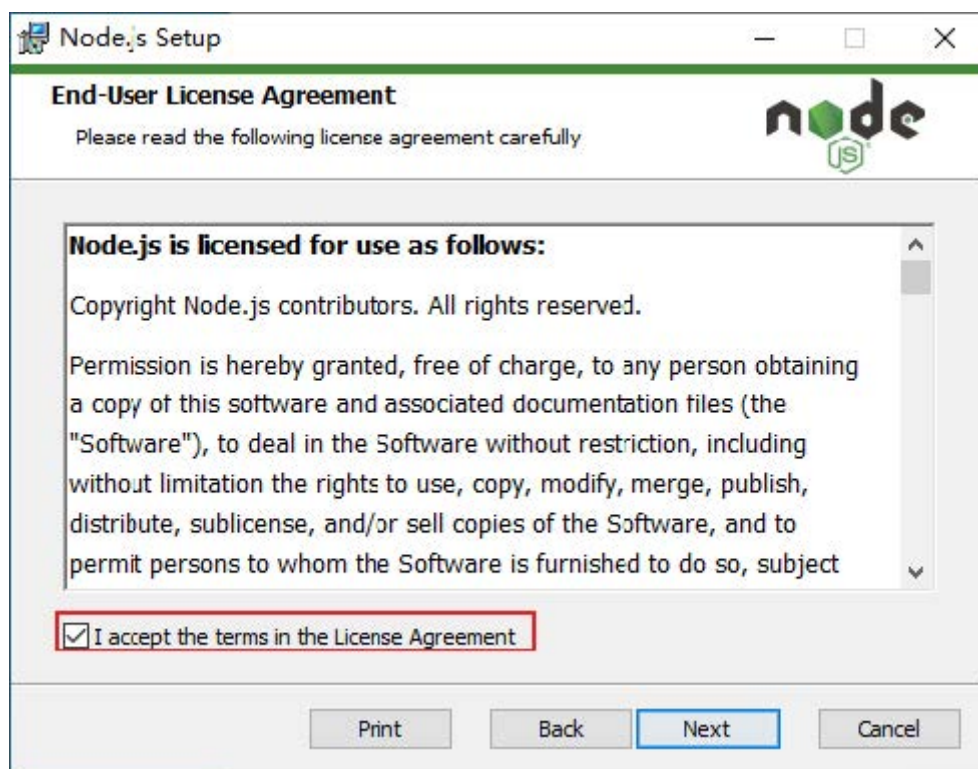 Node.js Setup
End-User License Agreement
Please read the following license agreement carefully
node
JS
Node.js is licensed for use as follows:
Copyright Node.js contributors. All rights reserved.
Permission is hereby granted, free of charge, to any person obtaining
a copy of this software and associated documentation files (the
"Software"), to deal in the Software without restriction, including
without limitation the rights to use, copy, modify, merge, publish,
distribute, sublicense, and/or sell copies of the Software, and to
permit persons to whom the Software is furnished to do so, subject
I accept the terms in the License Agreement
Print Back Next Cancel